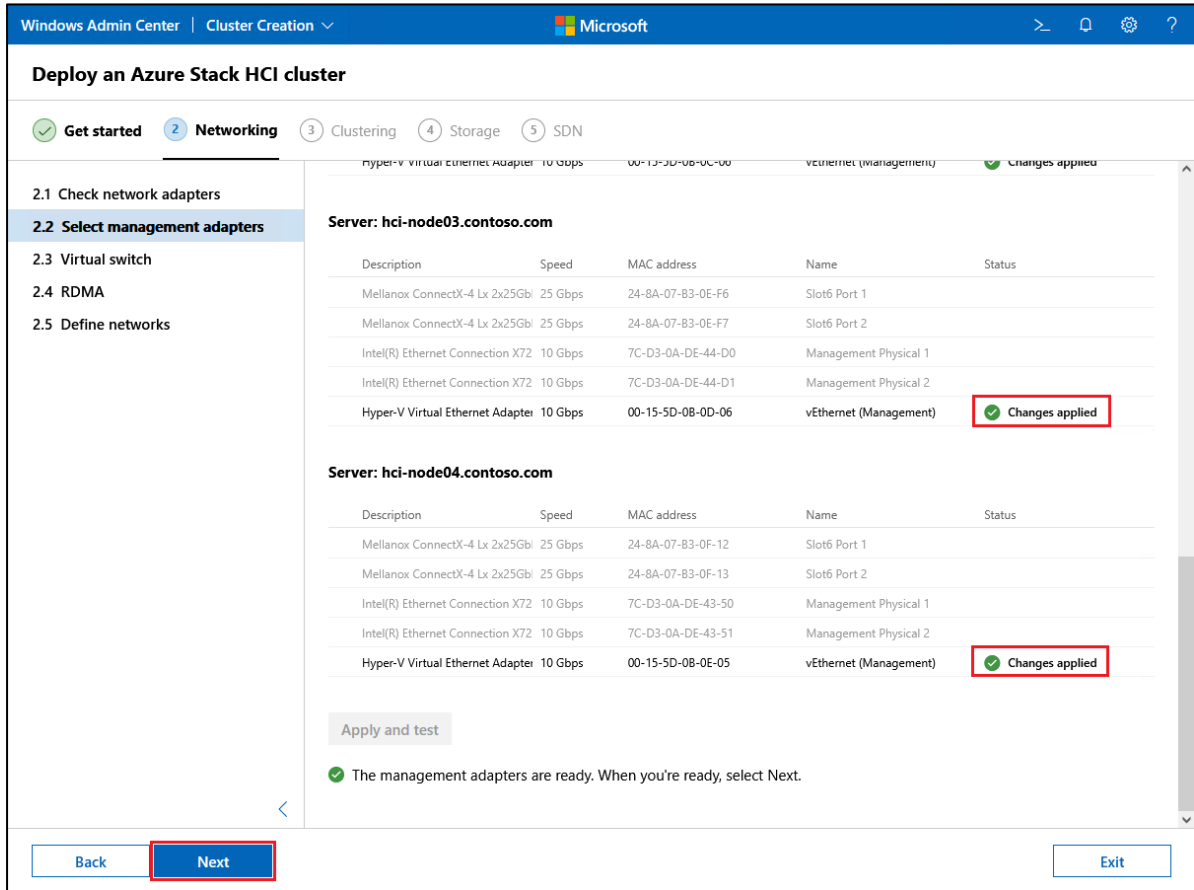 Windows Admin Center | Cluster Creation Microsoft >_ ?
Deploy an Azure Stack HCI cluster
Get started 2 Networking 3 Clustering 4 Storage 5 SDN
2.1 Check network adapters
2.2 Select management adapters
2.3 Virtual switch
2.4 RDMA
2.5 Define networks
Hyper-V Virtual Ethernet Adapter 10 Gbps 00-15-5D-0B-0C-06 vEthernet (Management) Changes applied
Server: hci-node03.contoso.com
Description Speed MAC address Name Status
Mellanox ConnectX-4 Lx 2x25Gb 25 Gbps 24-8A-07-B3-0E-F6 Slot6 Port 1
Mellanox ConnectX-4 Lx 2x25Gb 25 Gbps 24-8A-07-B3-0E-F7 Slot6 Port 2
Intel(R) Ethernet Connection X72 10 Gbps 7C-D3-0A-DE-44-D0 Management Physical 1
Intel(R) Ethernet Connection X72 10 Gbps 7C-D3-0A-DE-44-D1 Management Physical 2
Hyper-V Virtual Ethernet Adapter 10 Gbps 00-15-5D-0B-0D-06 vEthernet (Management) Changes applied
Server: hci-node04.contoso.com
Description Speed MAC address Name Status
Mellanox ConnectX-4 Lx 2x25Gb 25 Gbps 24-8A-07-B3-0F-12 Slot6 Port 1
Mellanox ConnectX-4 Lx 2x25Gb 25 Gbps 24-8A-07-B3-0F-13 Slot6 Port 2
Intel(R) Ethernet Connection X72 10 Gbps 7C-D3-0A-DE-43-50 Management Physical 1
Intel(R) Ethernet Connection X72 10 Gbps 7C-D3-0A-DE-43-51 Management Physical 2
Hyper-V Virtual Ethernet Adapter 10 Gbps 00-15-5D-0B-0E-05 vEthernet (Management) Changes applied
Apply and test
The management adapters are ready. When you're ready, select Next.
Back Next Exit